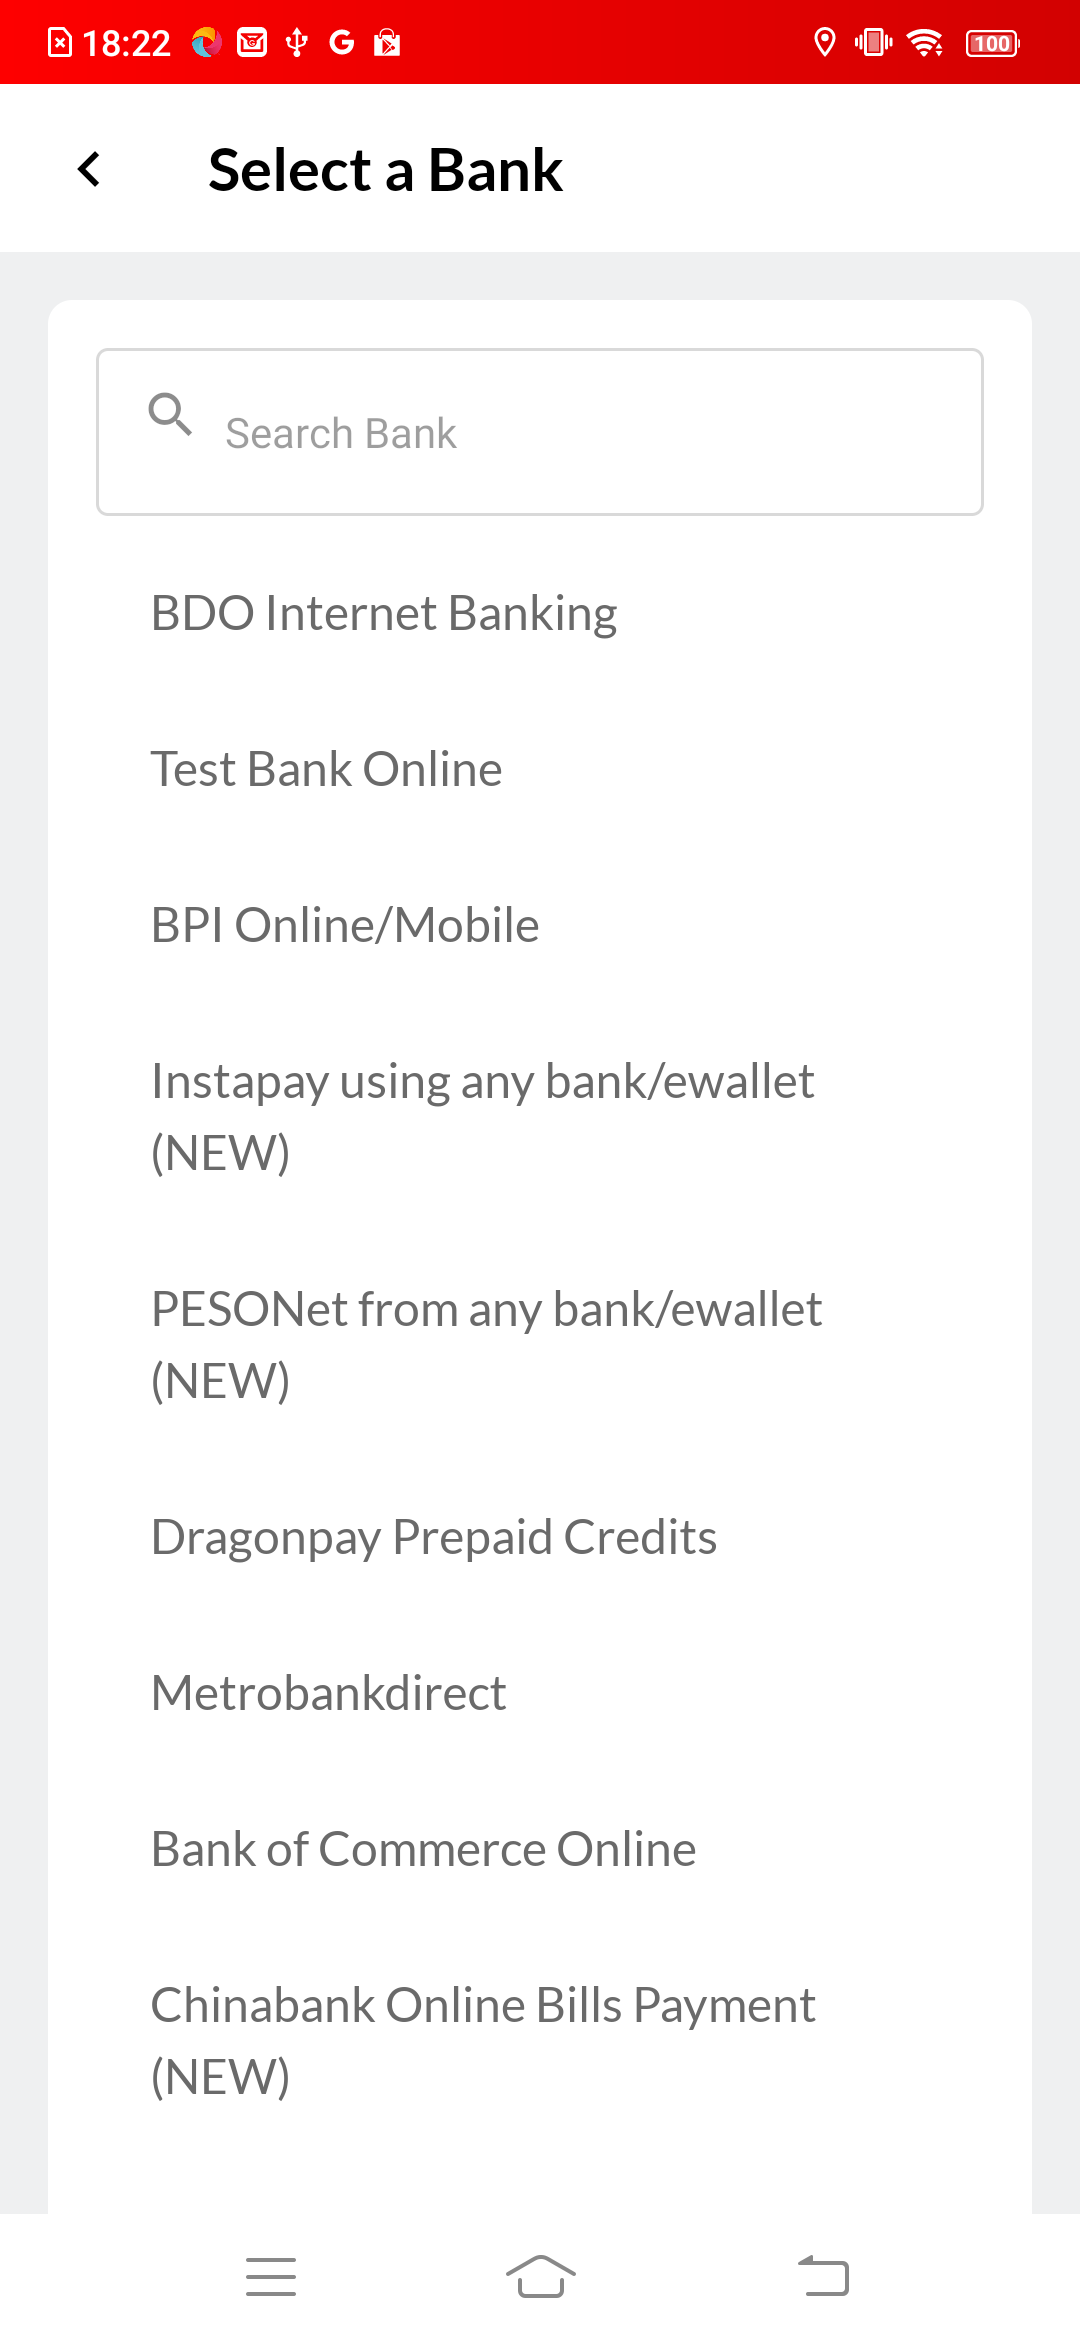 18:22
100
Select a Bank
Search Bank
BDO Internet Banking
Test Bank Online
BPI Online/Mobile
Instapay using any bank/ewallet
(NEW)
PESONet from any bank/ewallet
(NEW)
Dragonpay Prepaid Credits
Metrobankdirect
Bank of Commerce Online
Chinabank Online Bills Payment
(NEW)